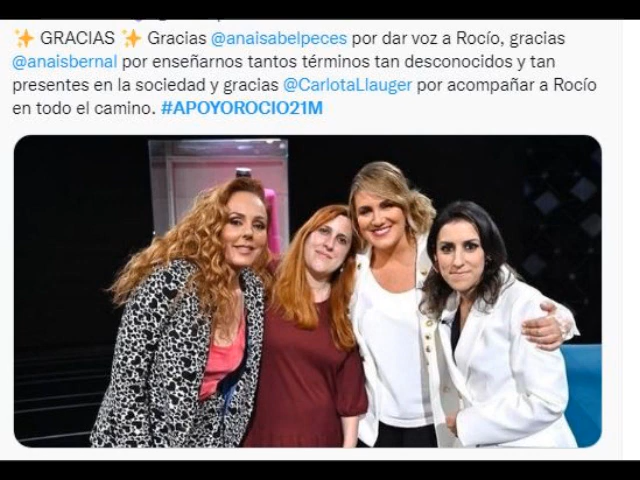 ✨ GRACIAS ✨ Gracias @anaisabelpeces por dar voz a Rocío, gracias
@anaisbernal por enseñarnos tantos términos tan desconocidos y tan
presentes en la sociedad y gracias @CarlotaLlauger por acompañar a Rocío
en todo el camino. #APOYOROCIO21M